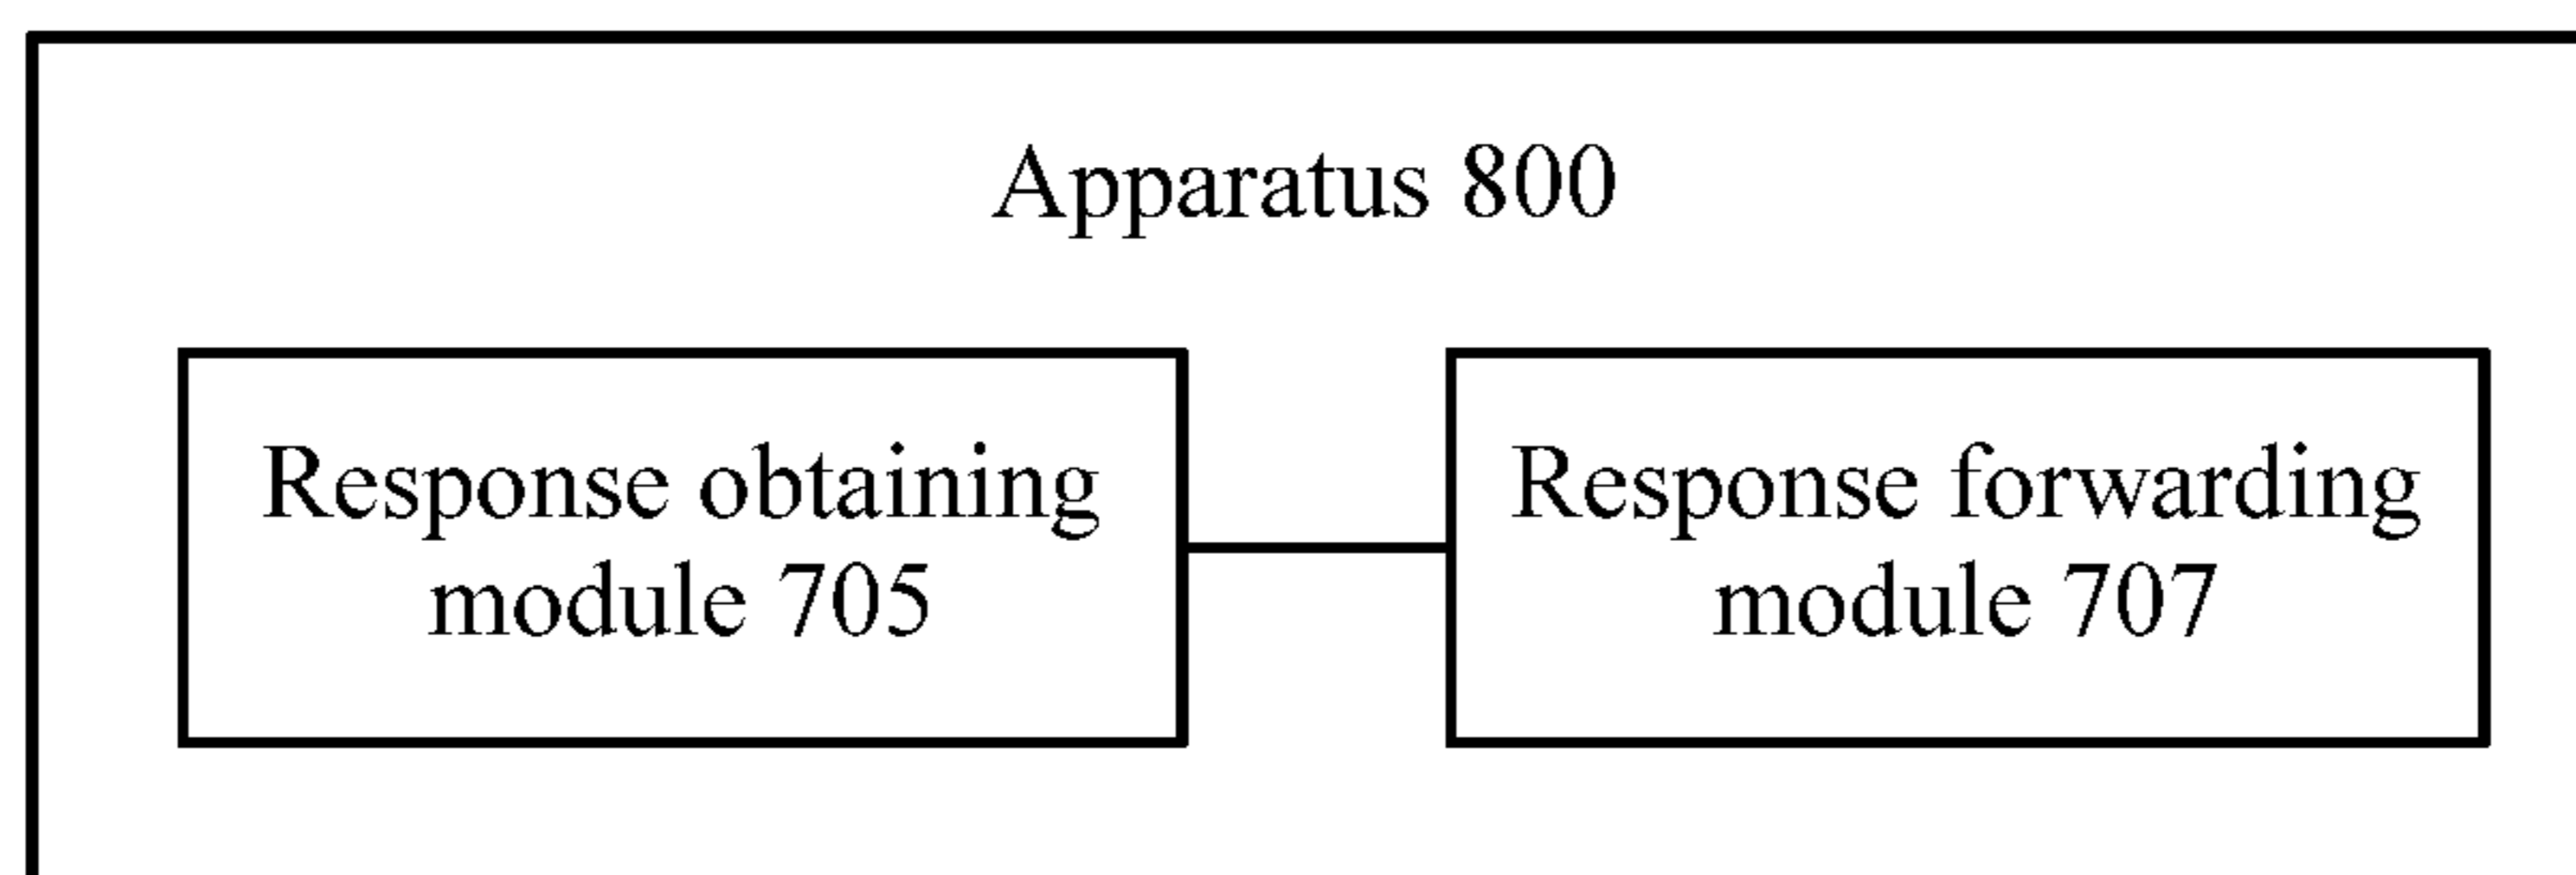 Apparatus 800
Response obtaining
module 705
Response forwarding
module 707